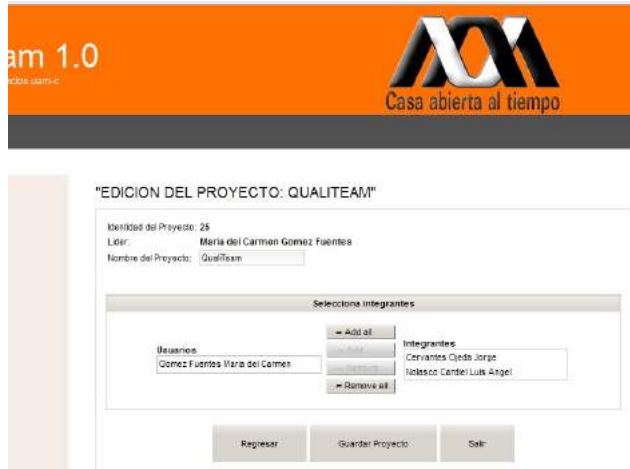 am 1.0
Casa abierta al tiempo
"EDICION DEL PROYECTO: QUALITEAM"
Identidad del Proyecto: 25
Lider: Maria del Carmen Gomez Fuentes
Nombre del Proyecto: QualiTeam
Selecciona integrantes
Add all
Usuarios
Add
Integrantes
Gomez Fuentes Maria del Carmen
Cervantes Ojeda Jorge
Remove
Nolasco Cardiel Luis Angel
Remove all
Regresar Guardar Proyecto Salir